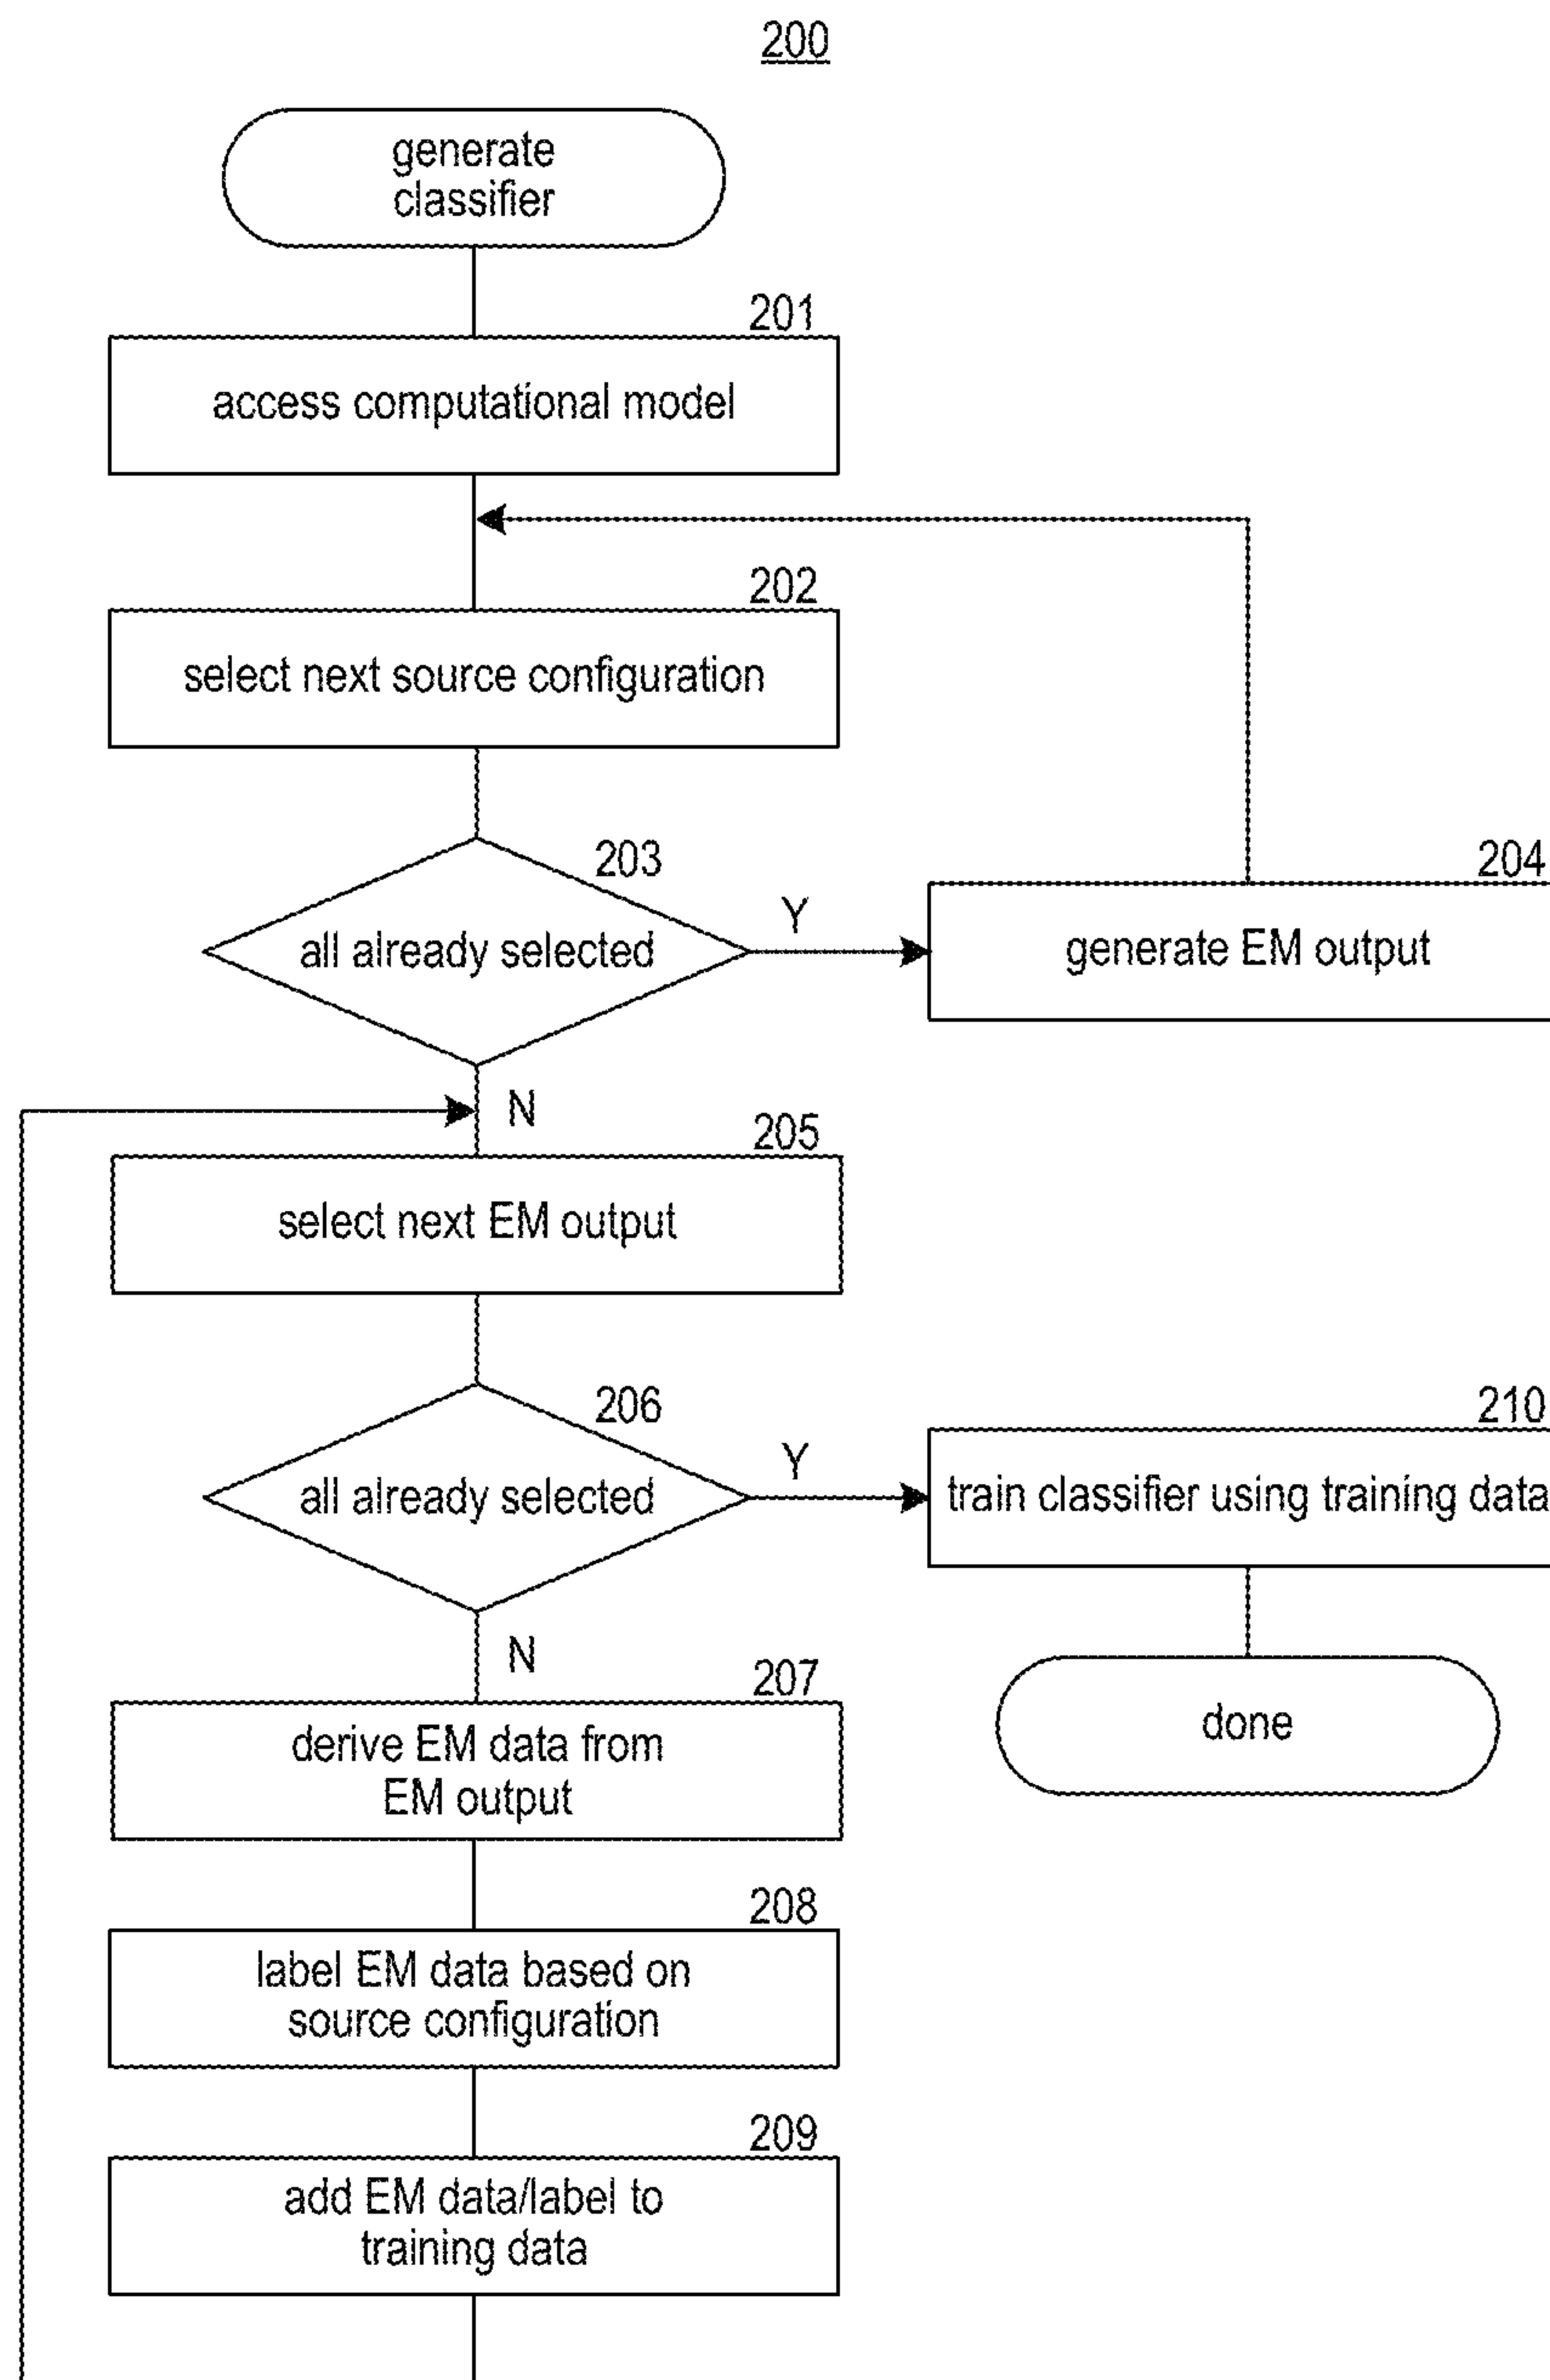 200
generate
classifier
201
access computational model
202
select next source configuration
203
all already selected
Y
204
generate EM output
N
205
select next EM output
206
all already selected
Y
210
train classifier using training data
N
207
derive EM data from
EM output
done
208
label EM data based on
source configuration
209
add EM data/label to
training data